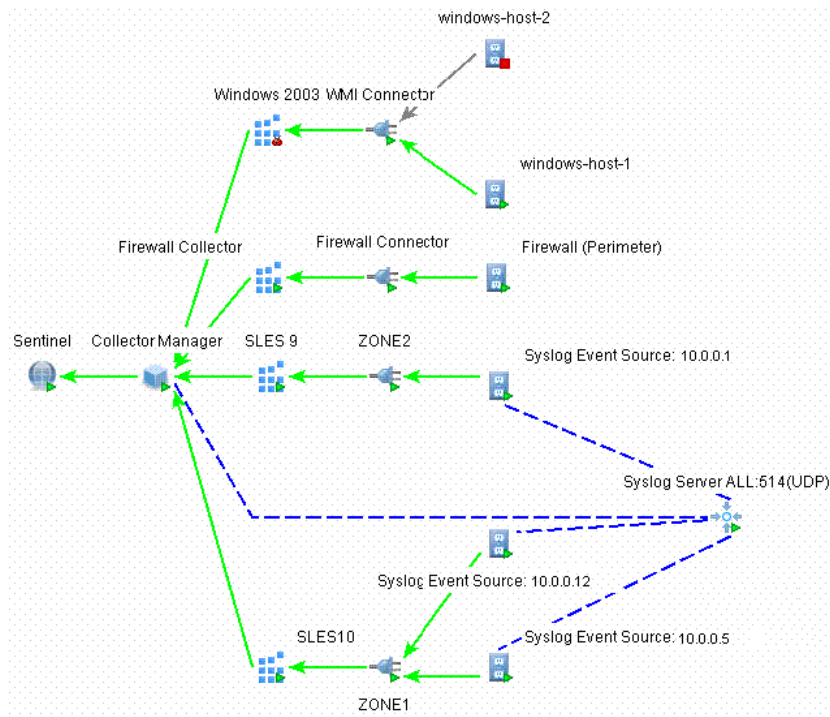 windows-host-2
Windows 2003 WMI Connector
windows-host-1
Firewall Collector
Firewall Connector
Firewall (Perimeter)
Sentinel
Collector Manager
SLES 9
ZONE2
Syslog Event Source: 10.0.0.1
Syslog Server ALL:514(UDP)
Syslog Event Source: 10.0.0.12
SLES10
Syslog Event Source: 10.0.0.5
ZONE1